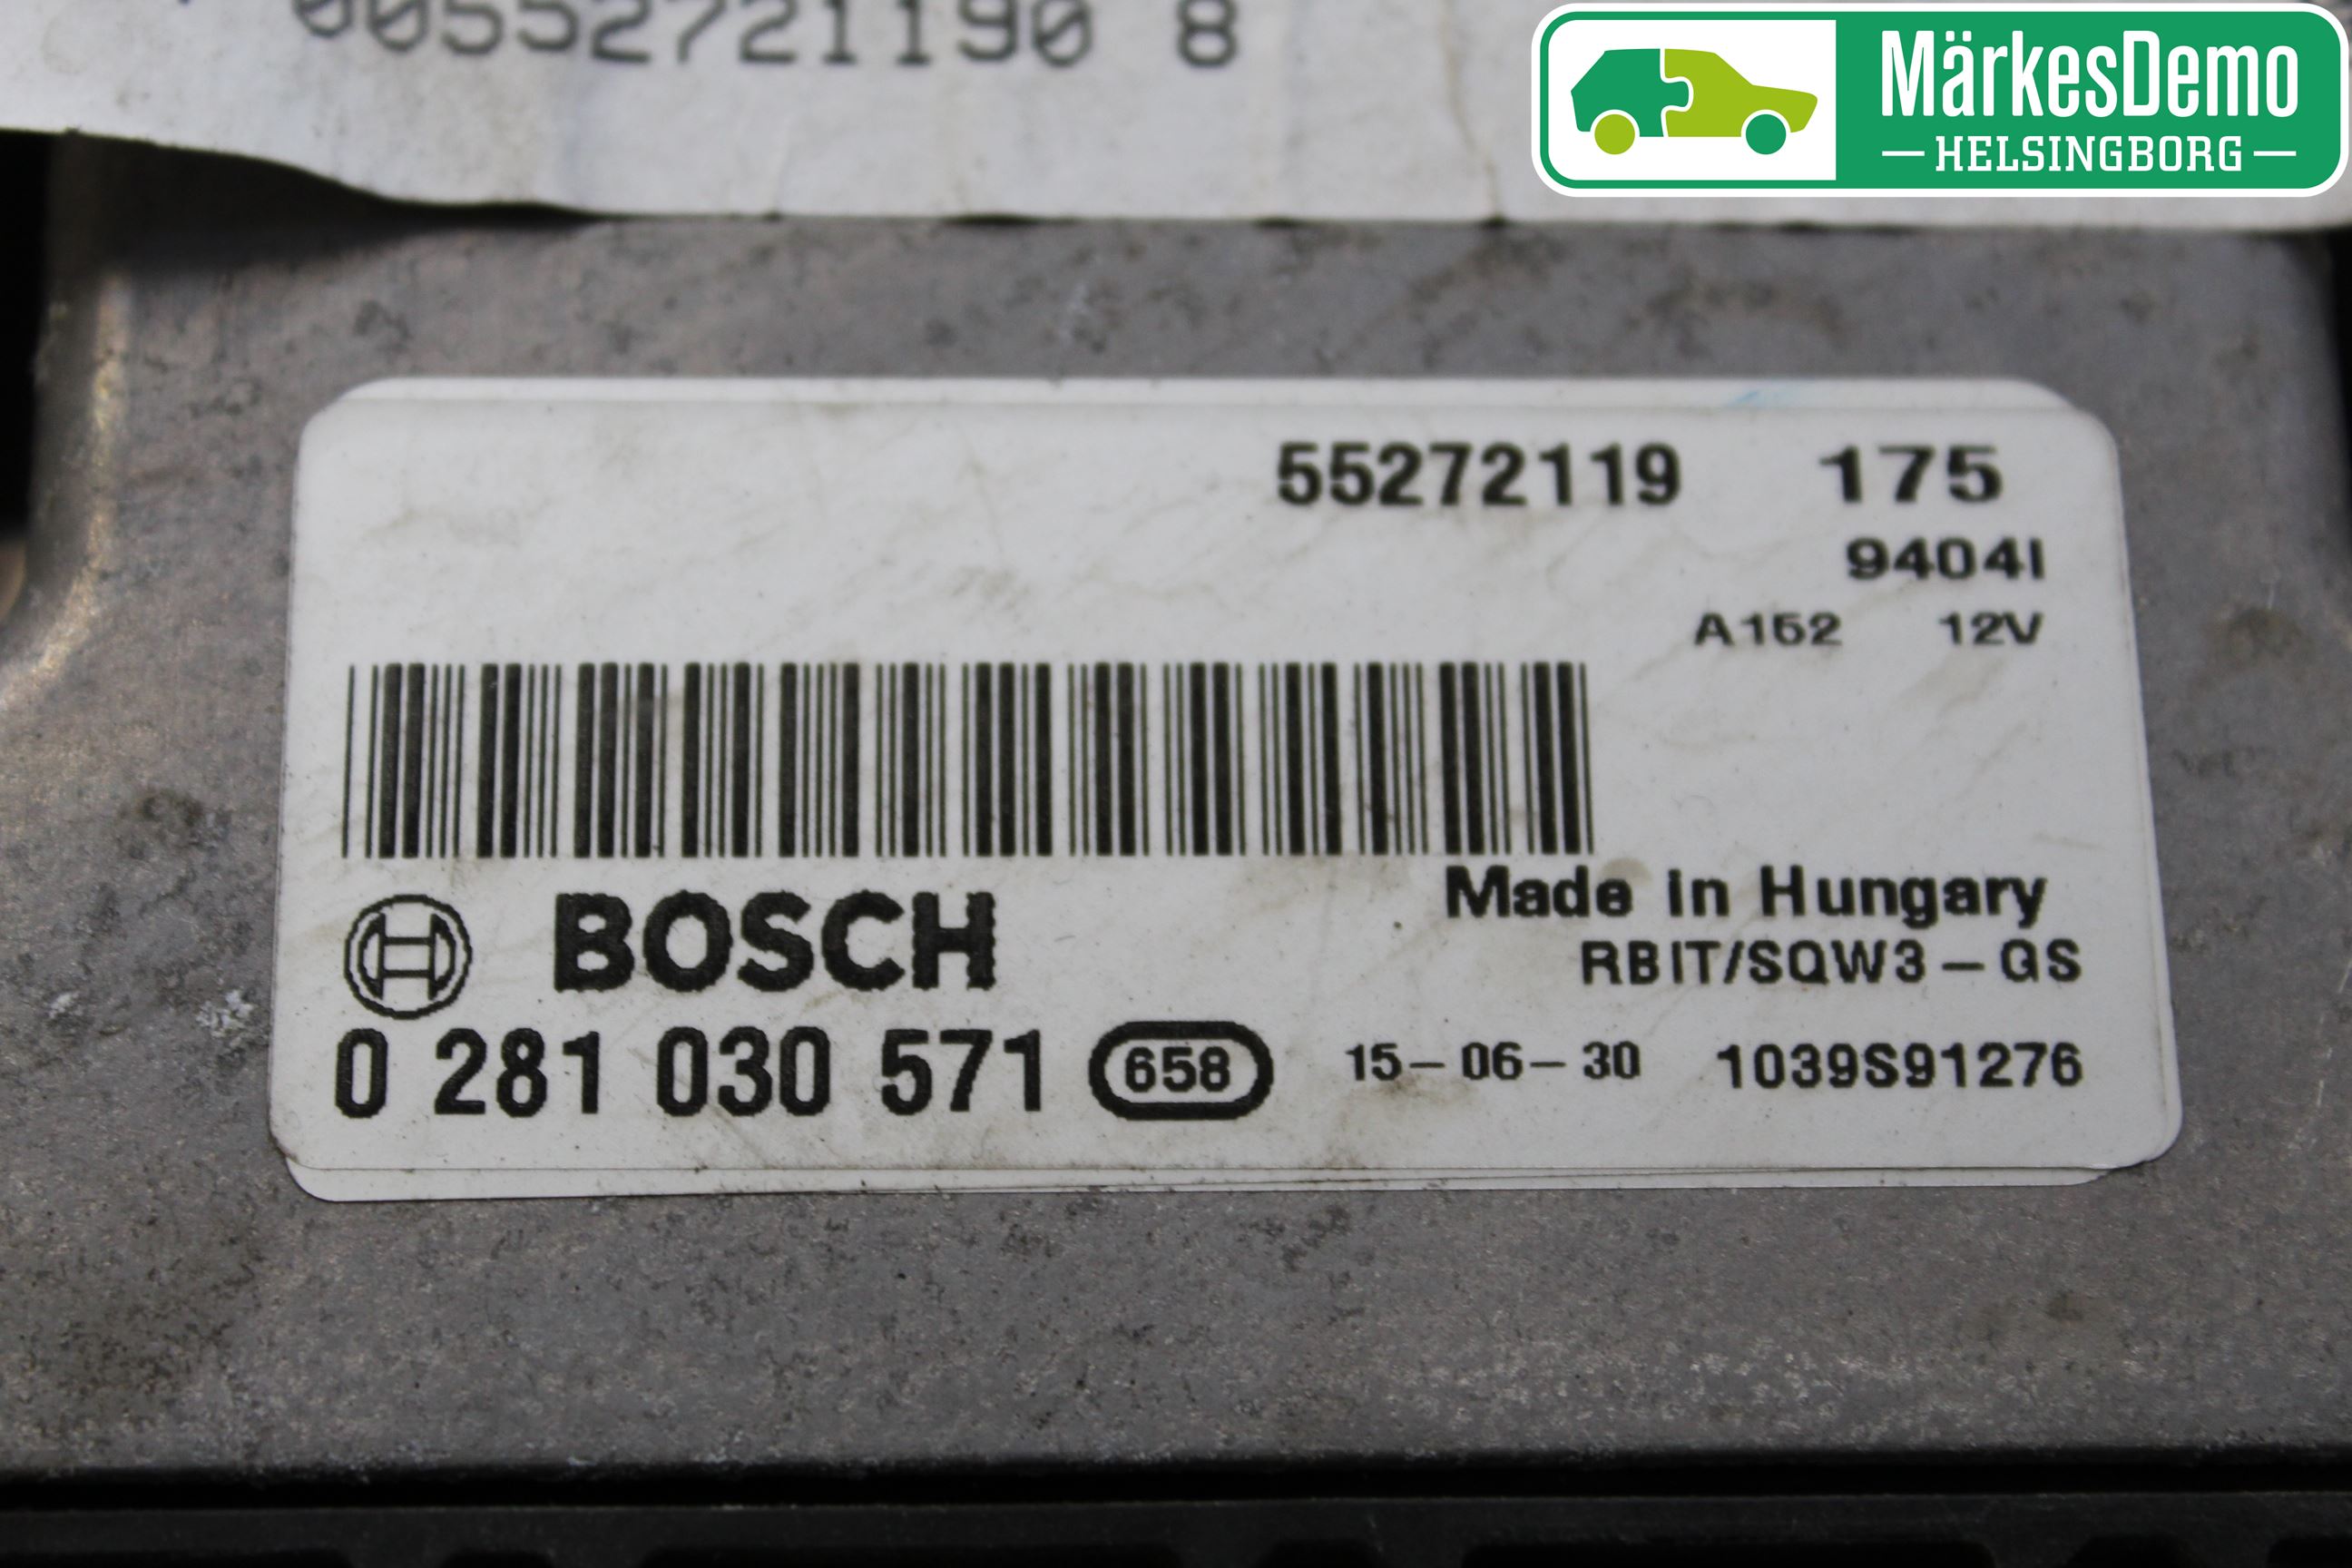 00552721190 8
MärkesDemo
HELSINGBORG
55272119 175
9404I
A152 12V
Made in Hungary
BOSCH
RBIT/SQW3-GS
0 281 030 571 658 15-06-30 1039S91276